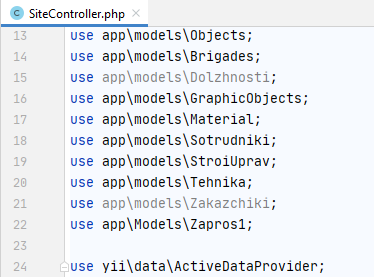 SiteController.php
13 use app\models\Objects;
14 use app\models\Brigades;
15 use app\models\Dolzhnosti;
16 use app\models\GraphicObjects;
17 use app\models\Material;
18 use app\models\Sotrudniki;
19 use app\models\StroiUprav;
20 use app\models\Tehnika;
21 use app\models\Zakazchiki;
22 use app\Models\Zapros1;
23
24 use yii\data\ActiveDataProvider;